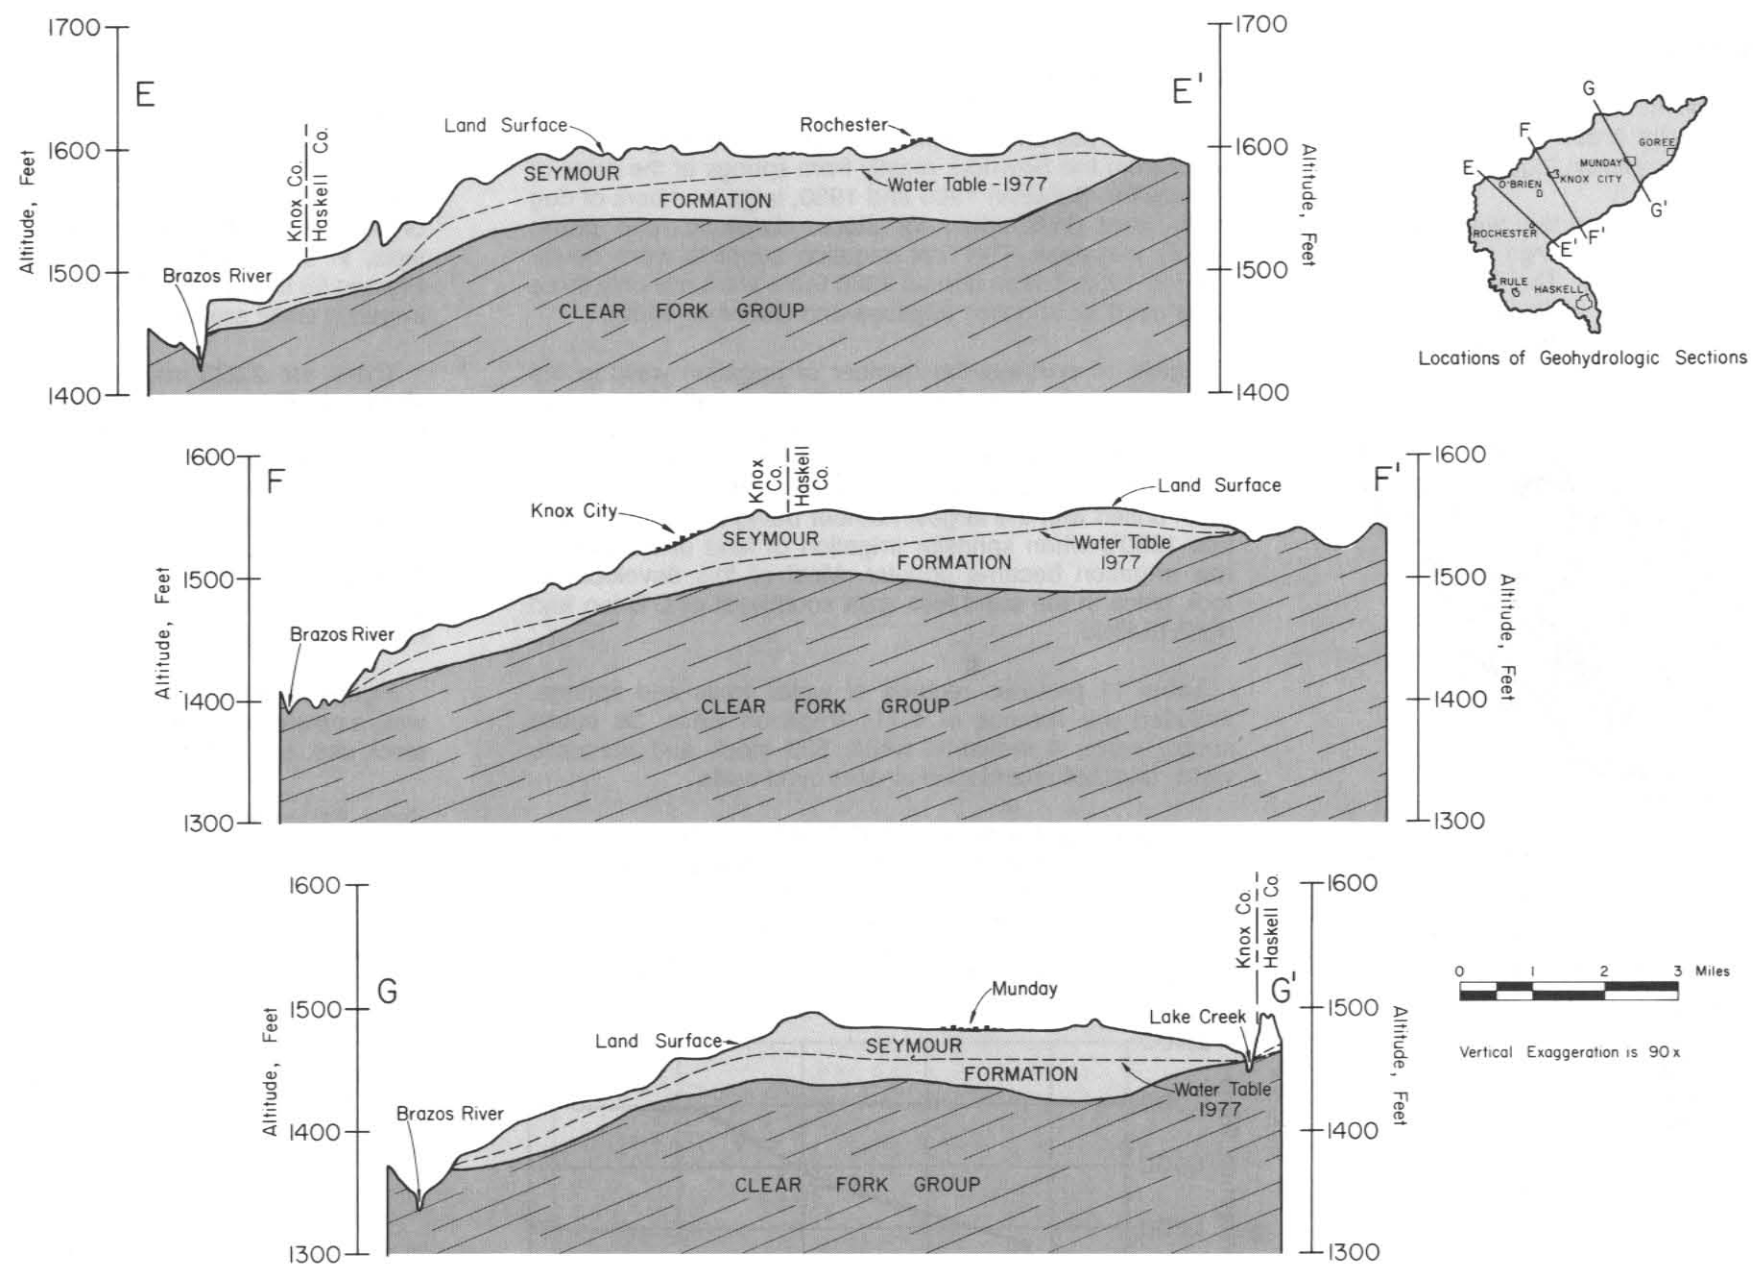 1700
1600
1500
1400
Altitude, Feet
E
Knox Co.
Haskell Co.
Brazos River
Land Surface
SEYMOUR
FORMATION
Rochester
Water Table - 1977
CLEAR FORK GROUP
E'
1700
1600
1500
1400
Altitude, Feet
G
F
E
GOREE
MUNDAY
KNOX CITY
O'BRIEN
G'
ROCHESTER
F'
E'
RULE
HASKELL
Locations of Geohydrologic Sections
1600
1500
1400
1300
Altitude, Feet
F
Brazos River
Knox City
Knox Co.
Haskell Co.
SEYMOUR
FORMATION
Land Surface
Water Table
1977
CLEAR FORK GROUP
F'
1600
1500
1400
1300
Altitude, Feet
1600
1500
1400
1300
Altitude, Feet
G
Brazos River
Land Surface
SEYMOUR
FORMATION
Munday
Lake Creek
Water Table
1977
Knox Co.
Haskell Co.
CLEAR FORK GROUP
G'
1600
1500
1400
1300
Altitude, Feet
0 1 2 3 Miles
Vertical Exaggeration is 90 x